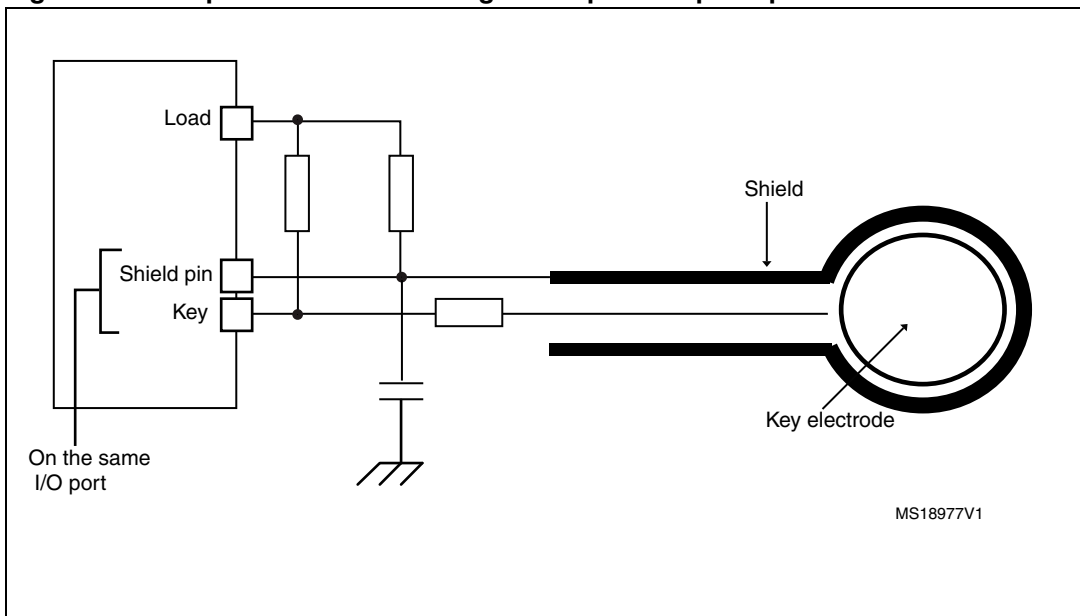 Load
Shield
Shield pin
Key
Key electrode
On the same
I/O port
MS18977V1